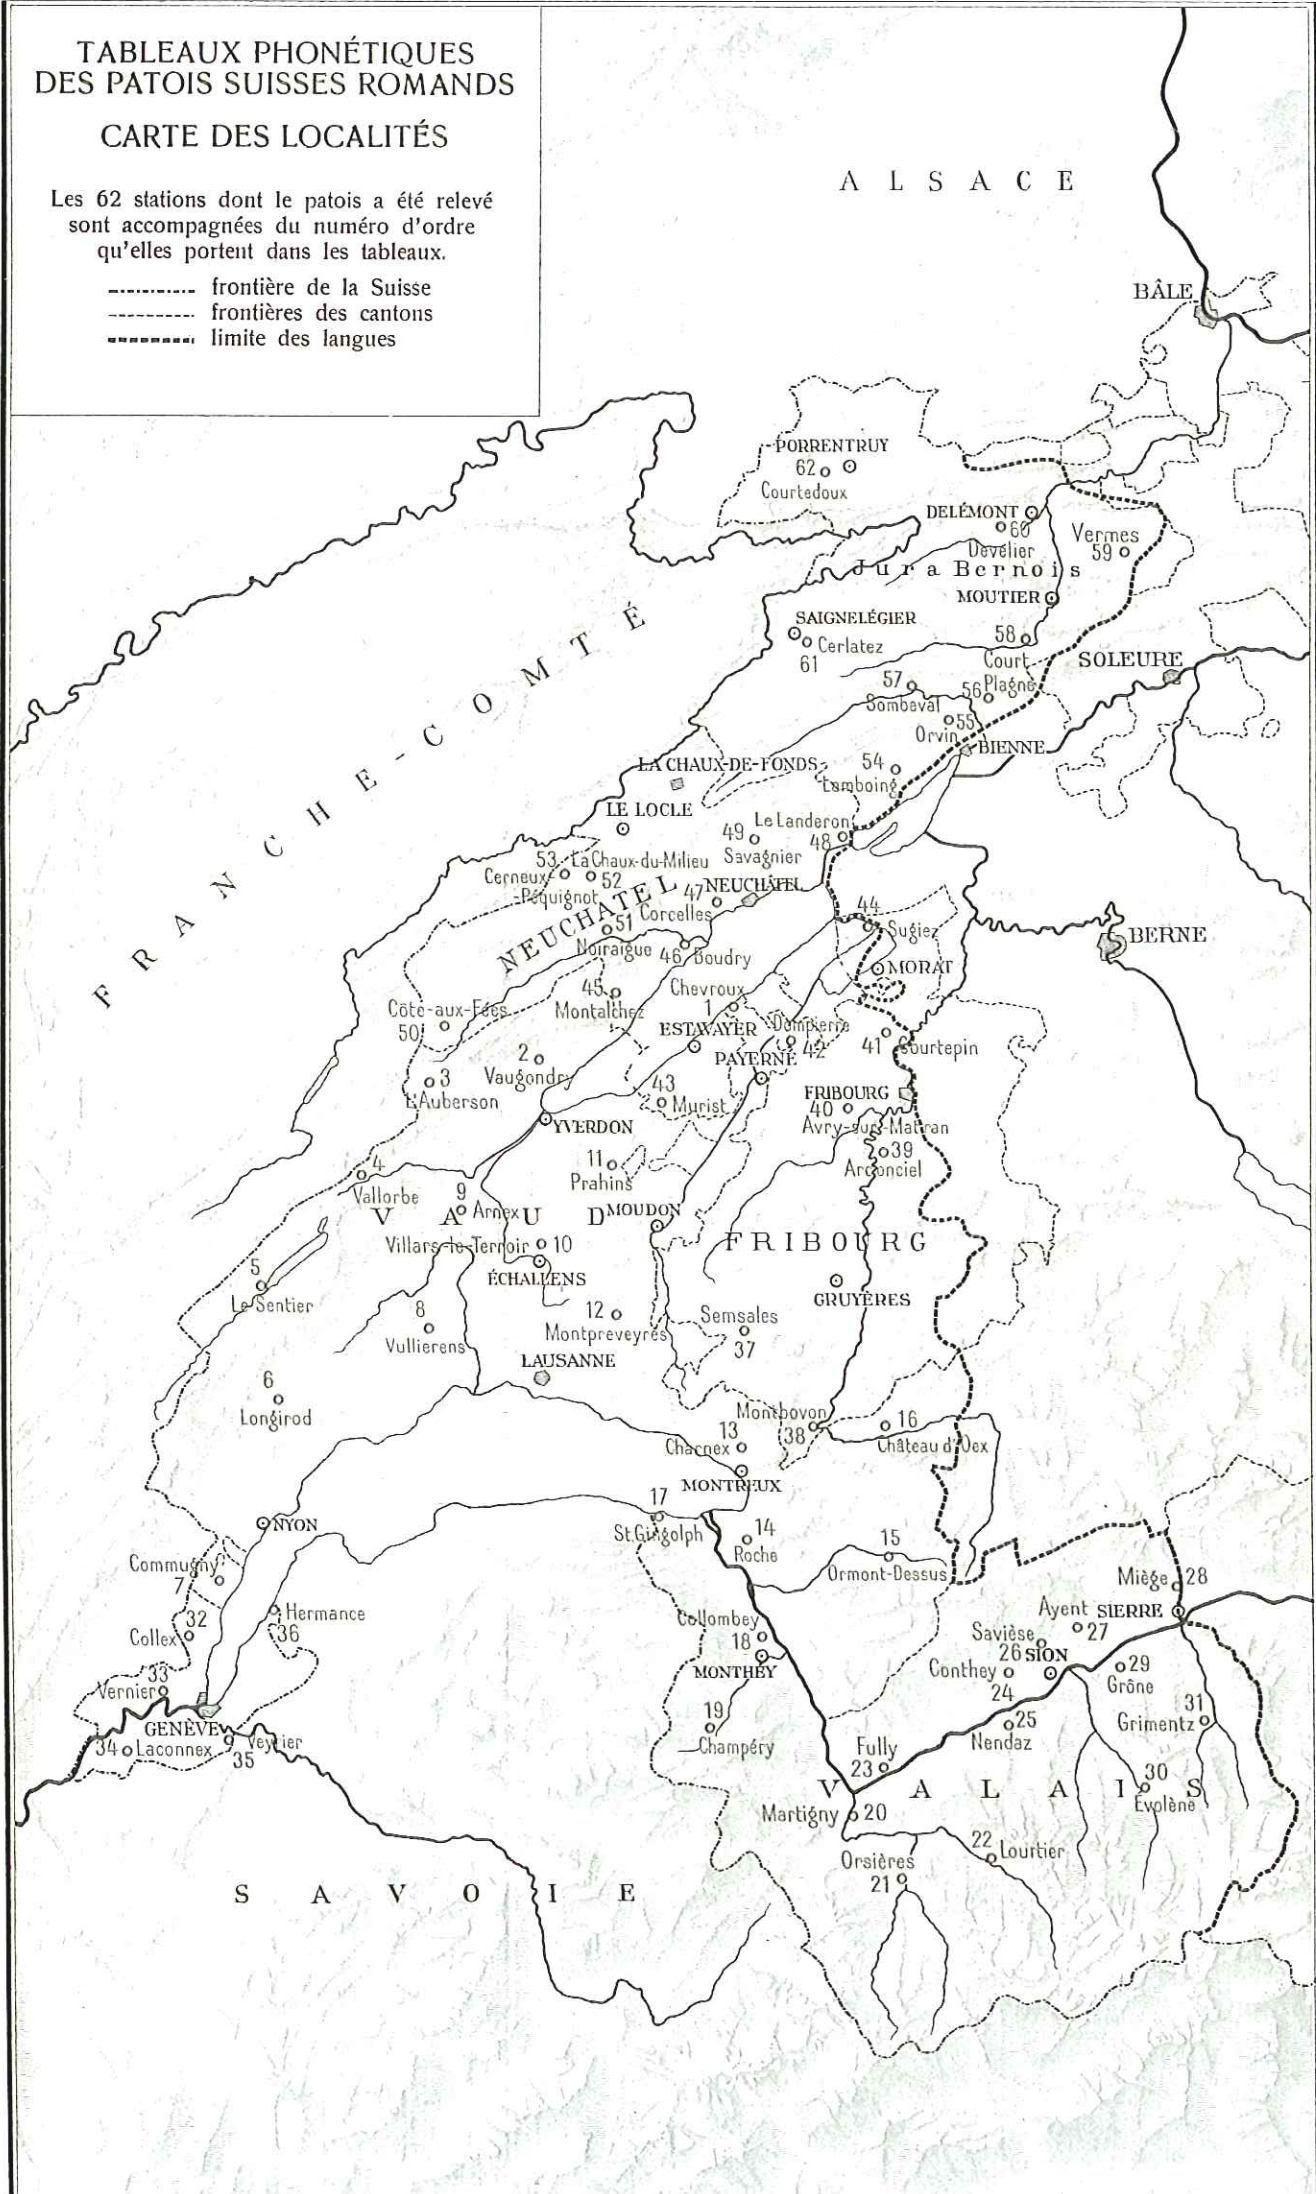 TABLEAUX PHONÉTIQUES
DES PATOIS SUISSES ROMANDS
CARTE DES LOCALITÉS
Les 62 stations dont le patois a été relevé
sont accompagnées du numéro d'ordre
qu'elles portent dans les tableaux.
frontière de la Suisse
frontières des cantons
limite des langues
ALSACE
BÂLE
PORRENTRUY
62
Courtedoux
DELÉMONT
60
Develier
Vermes
59
Jura Bernois
MOUTIER
SAIGNELÉGIER
Cerlatez
61
58
Court
SOLEURE
57
Sombeval
56 Plagne
55
Orvin
BIENNE
FRANCHE-COMTÉ
LA CHAUX-DE-FONDS
54
Lamboing
LE LOCLE
Le Landeron
48
49
Savagnier
53
Cerneux-
-Péquignot
La Chaux-du-Milieu
52
NEUCHATEL
47 NEUCHÂTEL
Corcelles
51
Noiraigue
46 Boudry
44
Sugiez
BERNE
MORAT
45
Montalchez
Chevroux
1
Côte-aux-Fées
50
ESTAVAYER
Dompierre
42
41 Courtepin
PAYERNE
2
Vaugondry
3
L'Auberson
43
Murist
FRIBOURG
40
Avry-sur-Matran
YVERDON
39
Arconciel
11
Prahins
4
Vallorbe
9
Arnex
VAUD
MOUDON
FRIBOURG
Villars-le-Terroir 10
ÉCHALLENS
5
Le Sentier
GRUYÈRES
8
Vullierens
12
Montpreveyres
Semsales
37
LAUSANNE
6
Longirod
Montbovon
38
16
Château d'Oex
13
Charnex
MONTREUX
17
St. Gingolph
14
Roche
15
Ormont-Dessus
NYON
Commugny
7
Miège 28
32
Collex
Hermance
36
Collombey
18
MONTHEY
Ayent
27
SIERRE
Savièse
26
SION
Conthey
24
29
Grône
33
Vernier
GENÈVE
34 Laconnex
Veyrier
35
19
Champéry
25
Nendaz
31
Grimentz
Fully
23
VALAIS
30
Evolène
Martigny 20
22
Lourtier
Orsières
21
SAVOIE